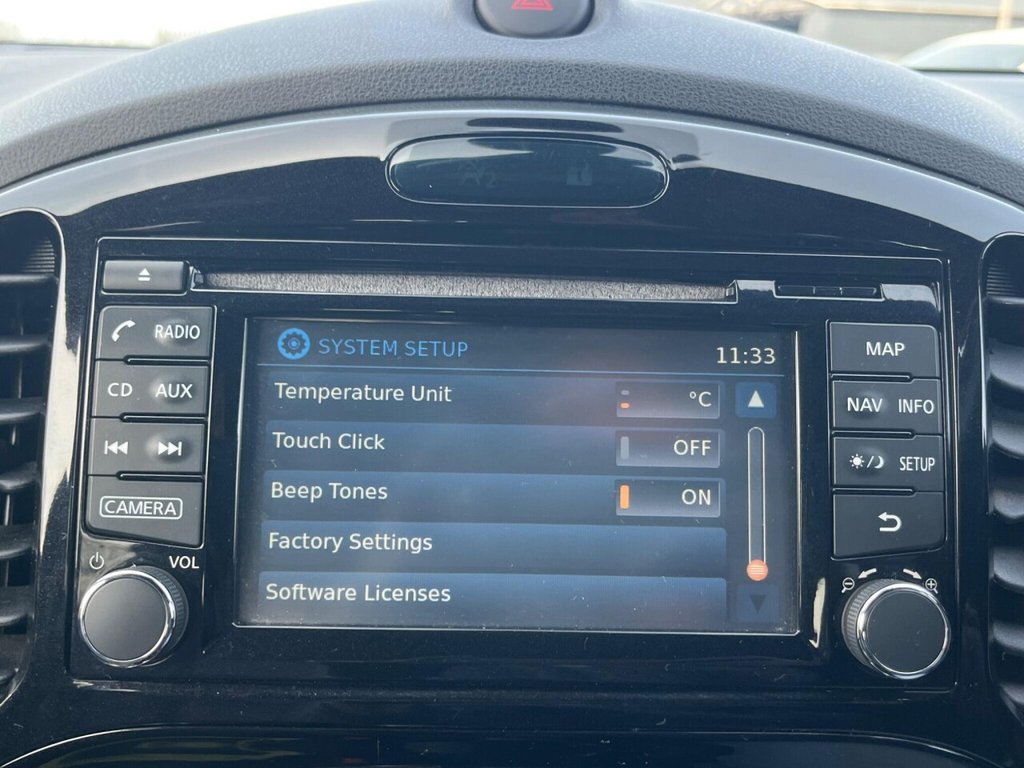 RADIO
CD AUX
CAMERA
VOL
SYSTEM SETUP 11:33
Temperature Unit °C
Touch Click OFF
Beep Tones ON
Factory Settings
Software Licenses
MAP
NAV INFO
SETUP